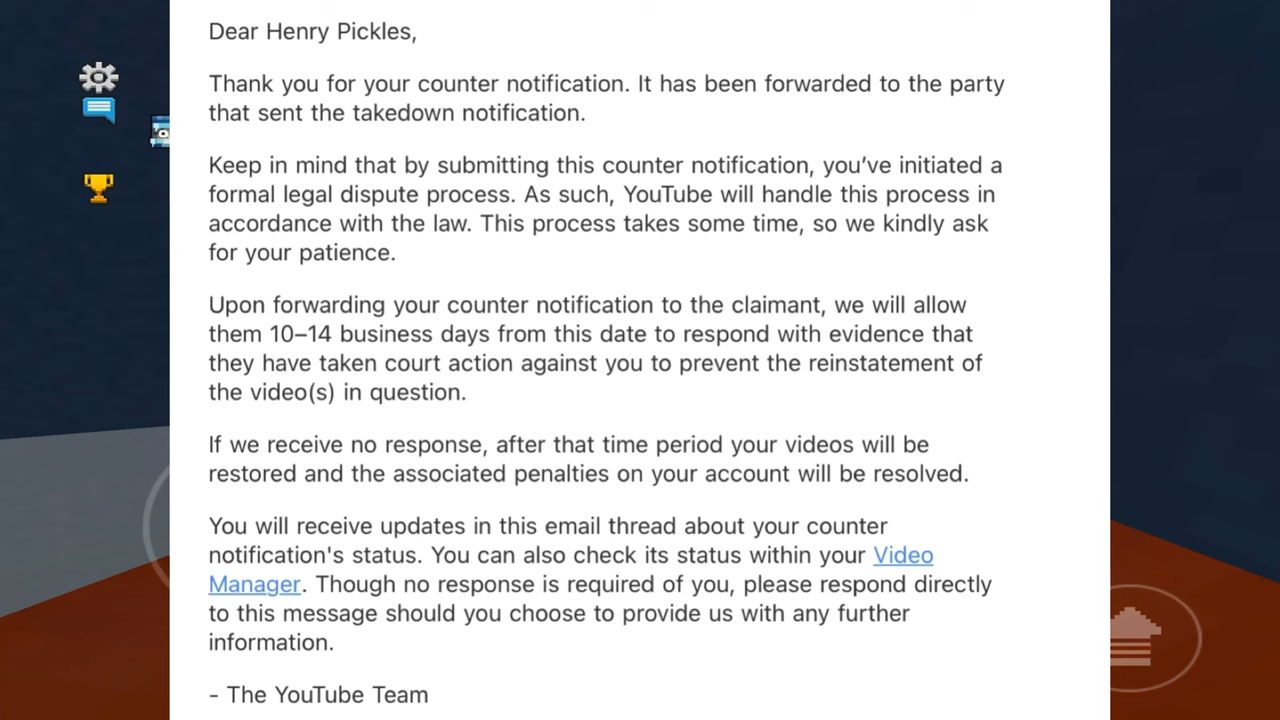 Dear Henry Pickles,
Thank you for your counter notification. It has been forwarded to the party
that sent the takedown notification.
Keep in mind that by submitting this counter notification, you’ve initiated a
formal legal dispute process. As such, YouTube will handle this process in
accordance with the law. This process takes some time, so we kindly ask
for your patience.
Upon forwarding your counter notification to the claimant, we will allow
them 10–14 business days from this date to respond with evidence that
they have taken court action against you to prevent the reinstatement of
the video(s) in question.
If we receive no response, after that time period your videos will be
restored and the associated penalties on your account will be resolved.
You will receive updates in this email thread about your counter
notification's status. You can also check its status within your Video
Manager. Though no response is required of you, please respond directly
to this message should you choose to provide us with any further
information.
- The YouTube Team